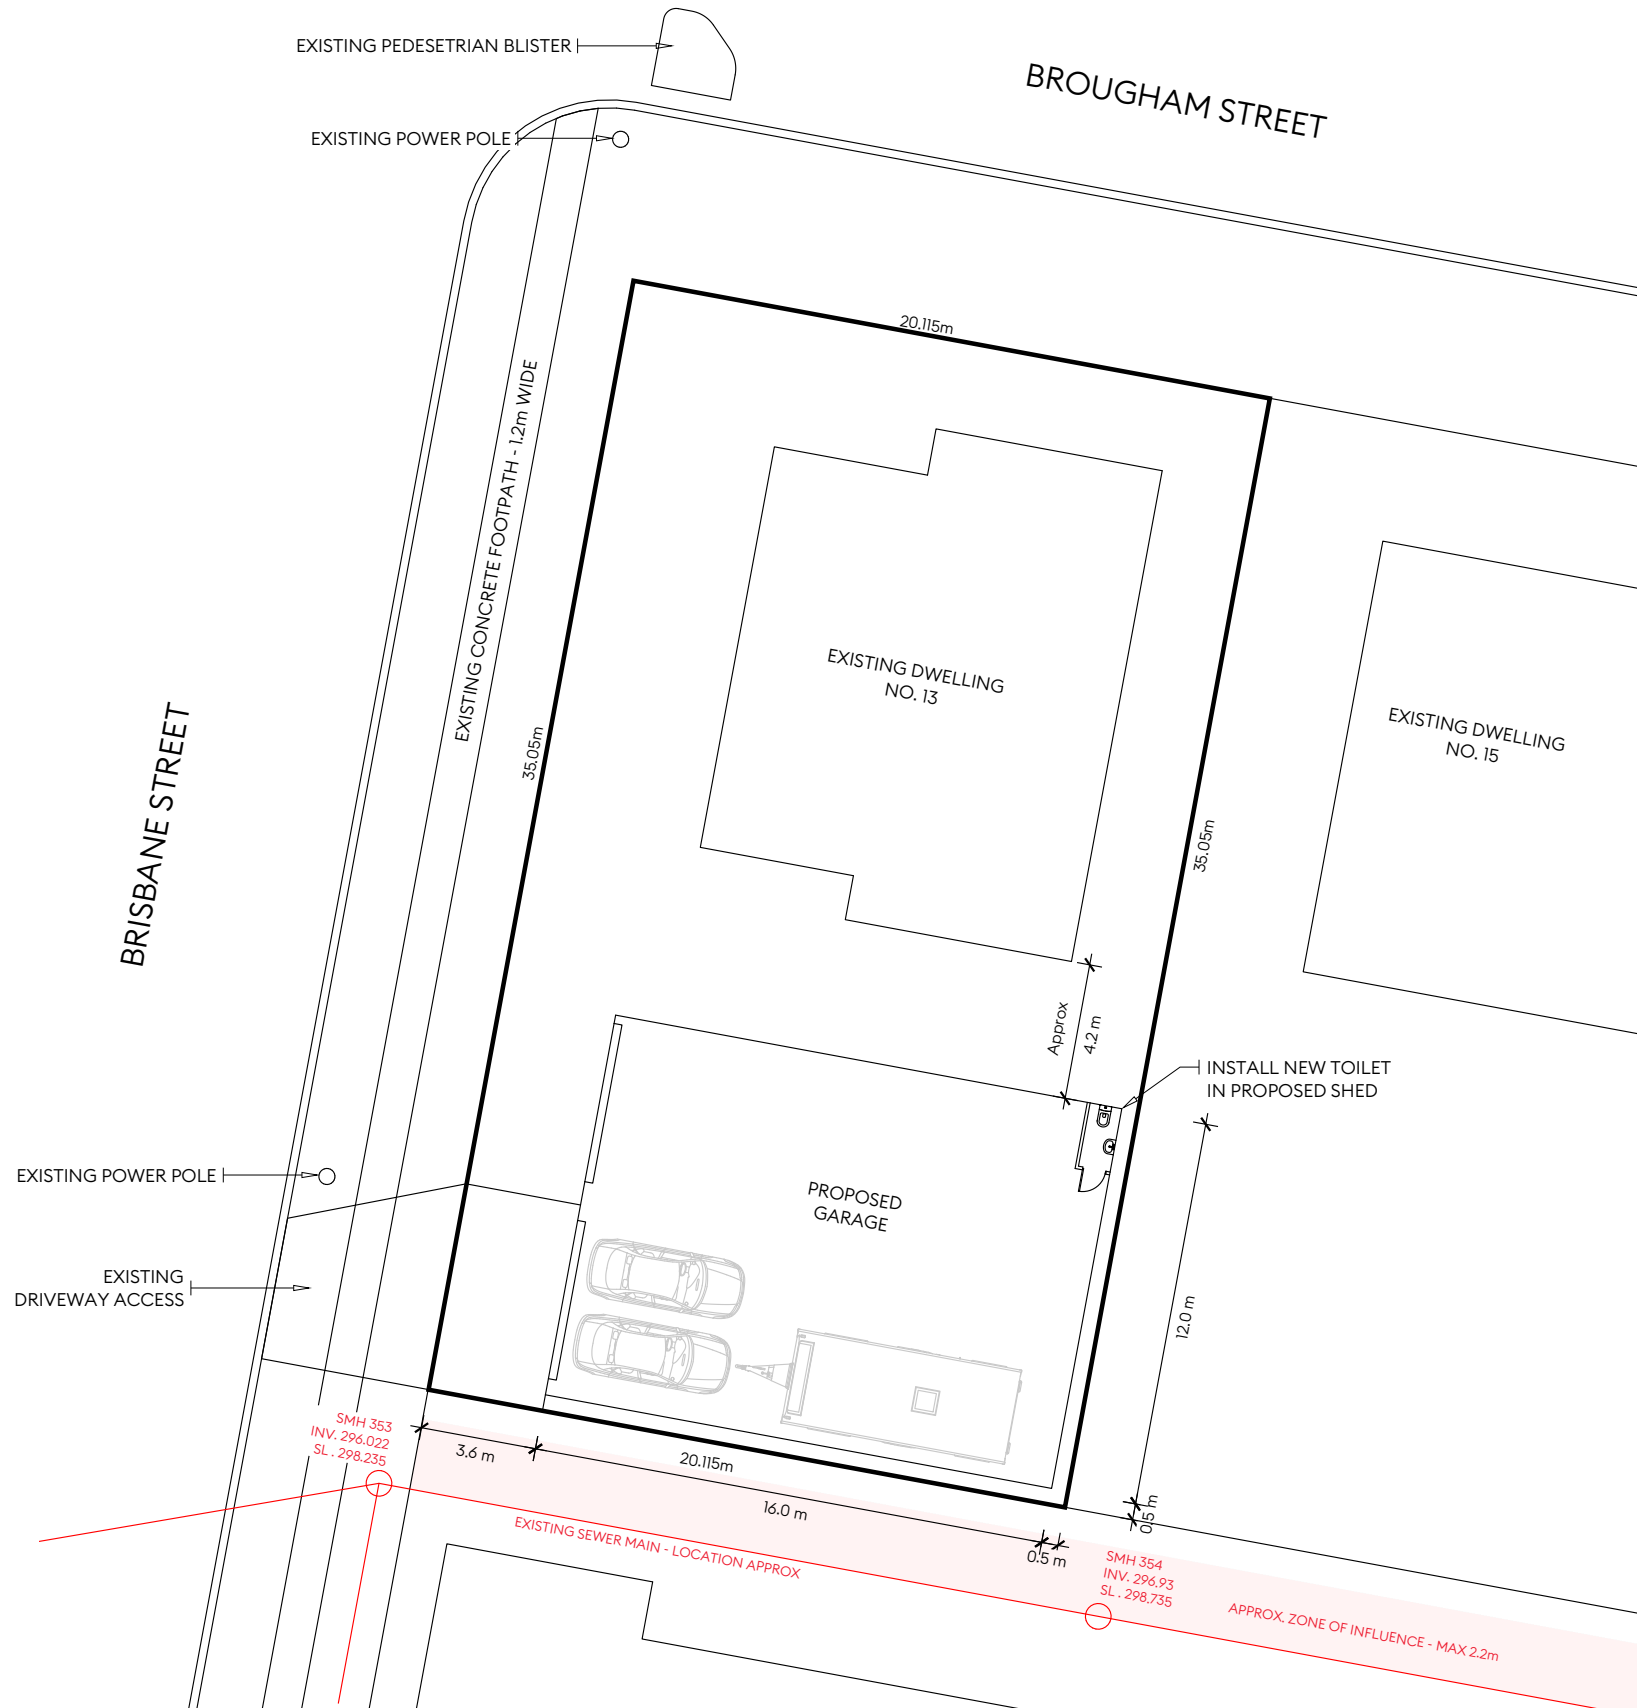 EXISTING PEDESETRIAN BLISTER
BROUGHAM STREET
EXISTING POWER POLE
20.115m
EXISTING CONCRETE FOOTPATH - 1.2m WIDE
EXISTING DWELLING
NO. 13
EXISTING DWELLING
NO. 15
BRISBANE STREET
35.05m
35.05m
Approx
4.2 m
INSTALL NEW TOILET
IN PROPOSED SHED
EXISTING POWER POLE
PROPOSED
GARAGE
EXISTING
DRIVEWAY ACCESS
12.0 m
SMH 353
INV. 296.022
SL . 298.235
3.6 m
20.115m
16.0 m
0.5 m
0.5 m
EXISTING SEWER MAIN - LOCATION APPROX
SMH 354
INV. 296.93
SL . 298.735
APPROX. ZONE OF INFLUENCE - MAX 2.2m